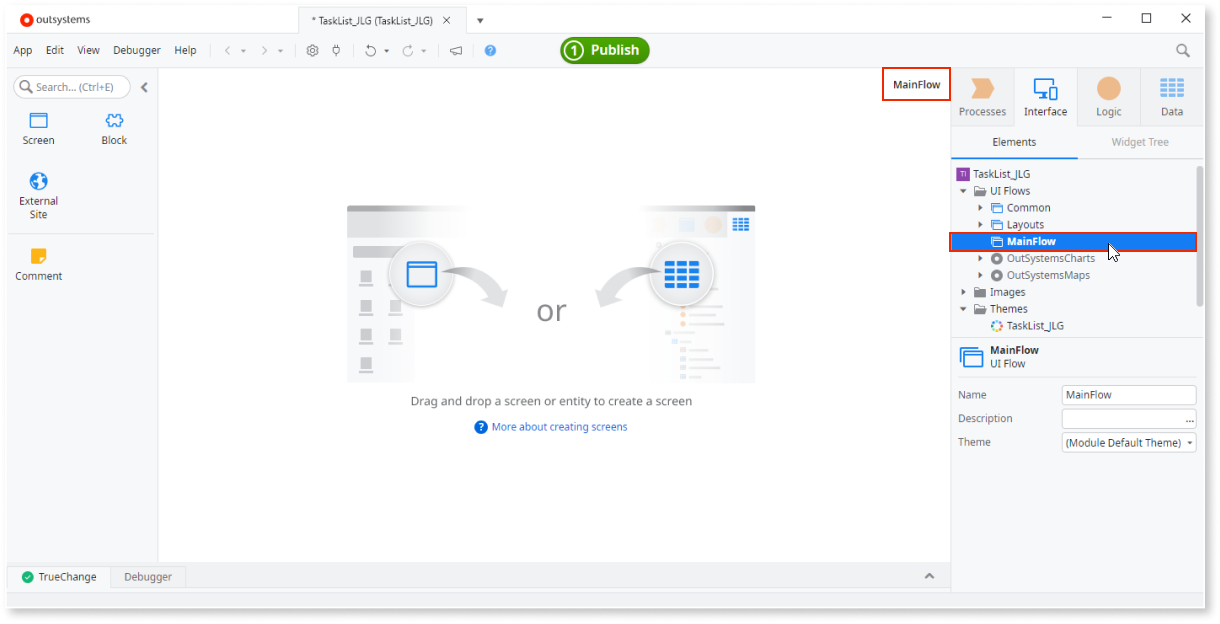 outsystems
* TaskList_JLG (TaskList_JLG)
App Edit View Debugger Help
1 Publish
Search... (Ctrl+E)
Screen
Block
External
Site
Comment
MainFlow
or
Drag and drop a screen or entity to create a screen
? More about creating screens
Processes
Interface
Logic
Data
Elements
Widget Tree
TI TaskList_JLG
UI Flows
Common
Layouts
MainFlow
OutSystemsCharts
OutSystemsMaps
Images
Themes
TaskList_JLG
MainFlow
UI Flow
Name MainFlow
Description ...
Theme (Module Default Theme)
TrueChange
Debugger